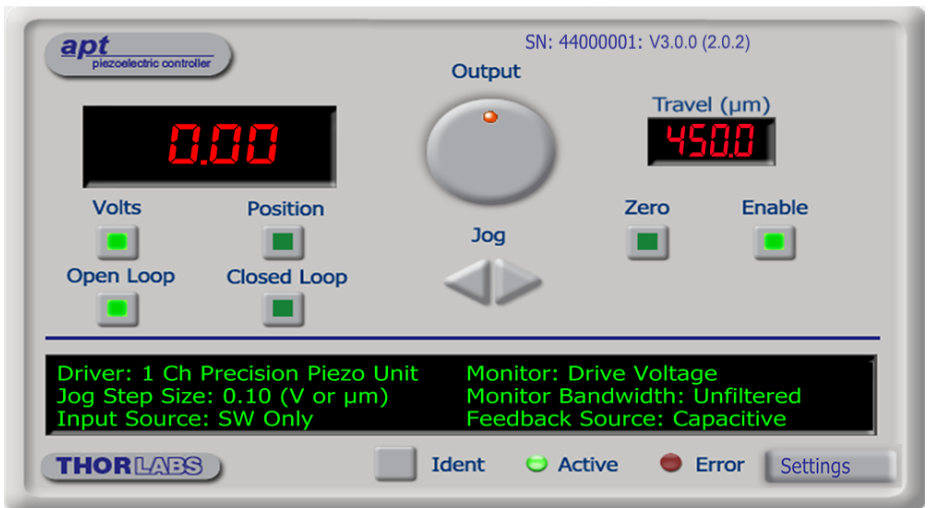 apt
piezoelectric controller
SN: 44000001: V3.0.0 (2.0.2)
Output
Travel (µm)
0.00
450.0
Volts
Position
Zero
Enable
Jog
Open Loop
Closed Loop
Driver: 1 Ch Precision Piezo Unit
Monitor: Drive Voltage
Jog Step Size: 0.10 (V or µm)
Monitor Bandwidth: Unfiltered
Input Source: SW Only
Feedback Source: Capacitive
THORLABS
Ident
Active
Error
Settings